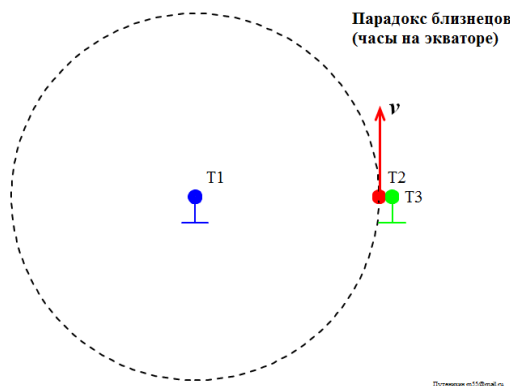 Парадокс близнецов
(часы на экваторе)
v
T1
T2
T3